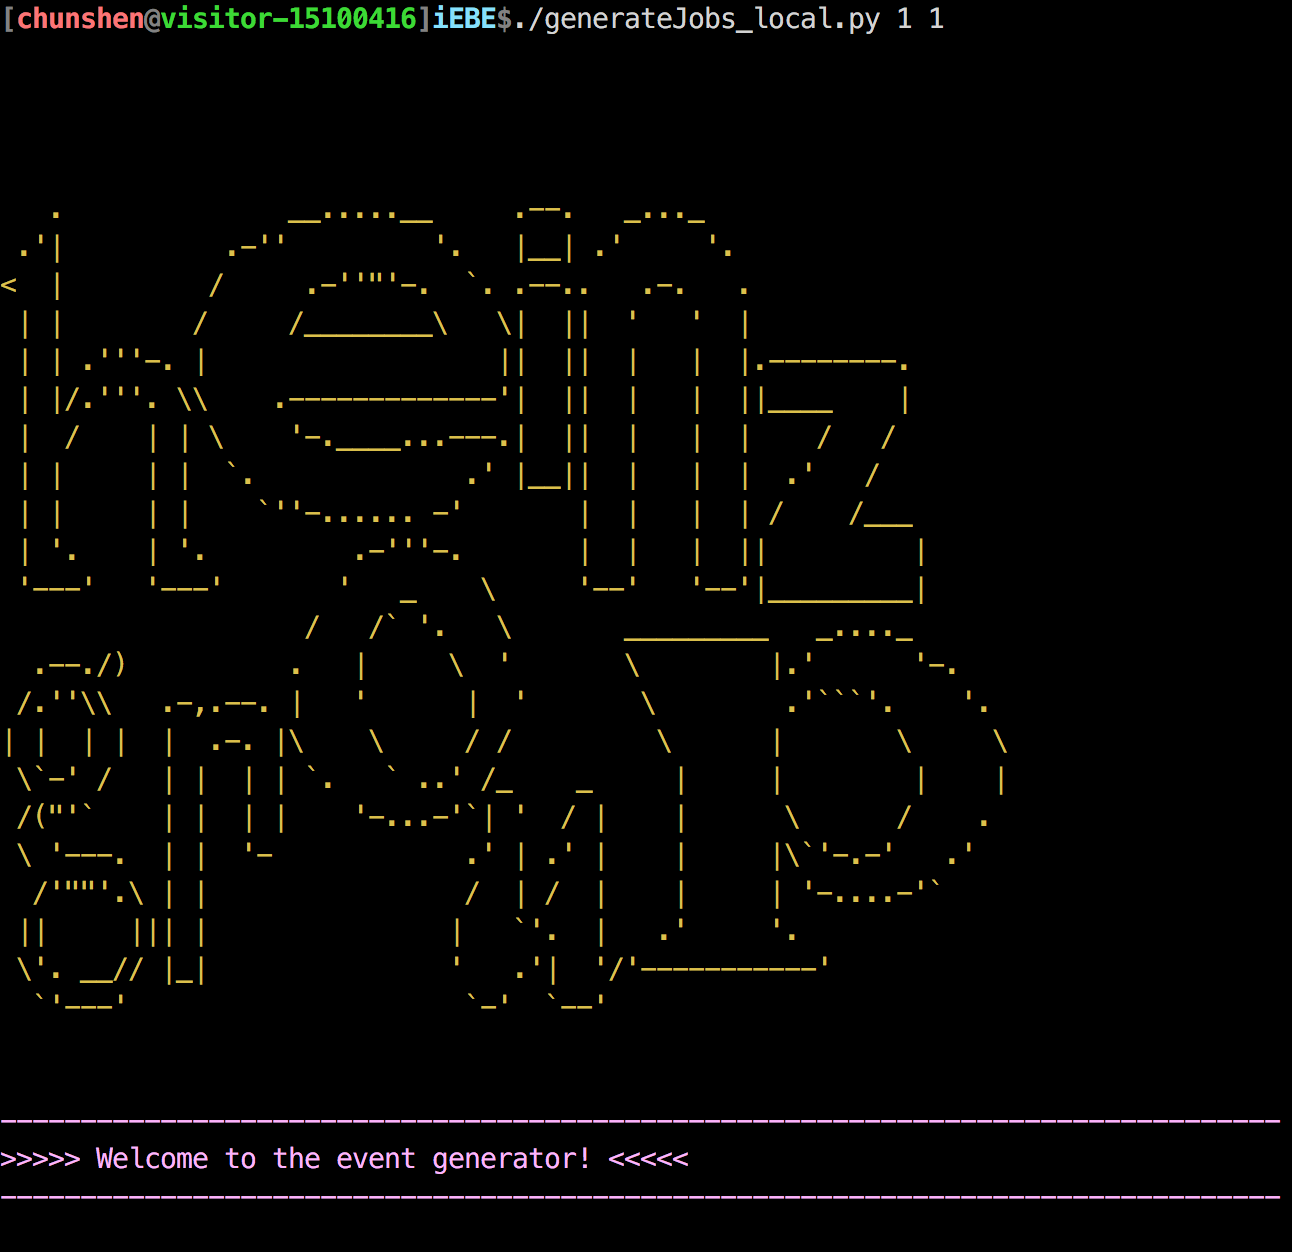 [chunshen@visitor-15100416]iEBE$./generateJobs_local.py 1 1
heinz
group
>>>>> Welcome to the event generator! <<<<<